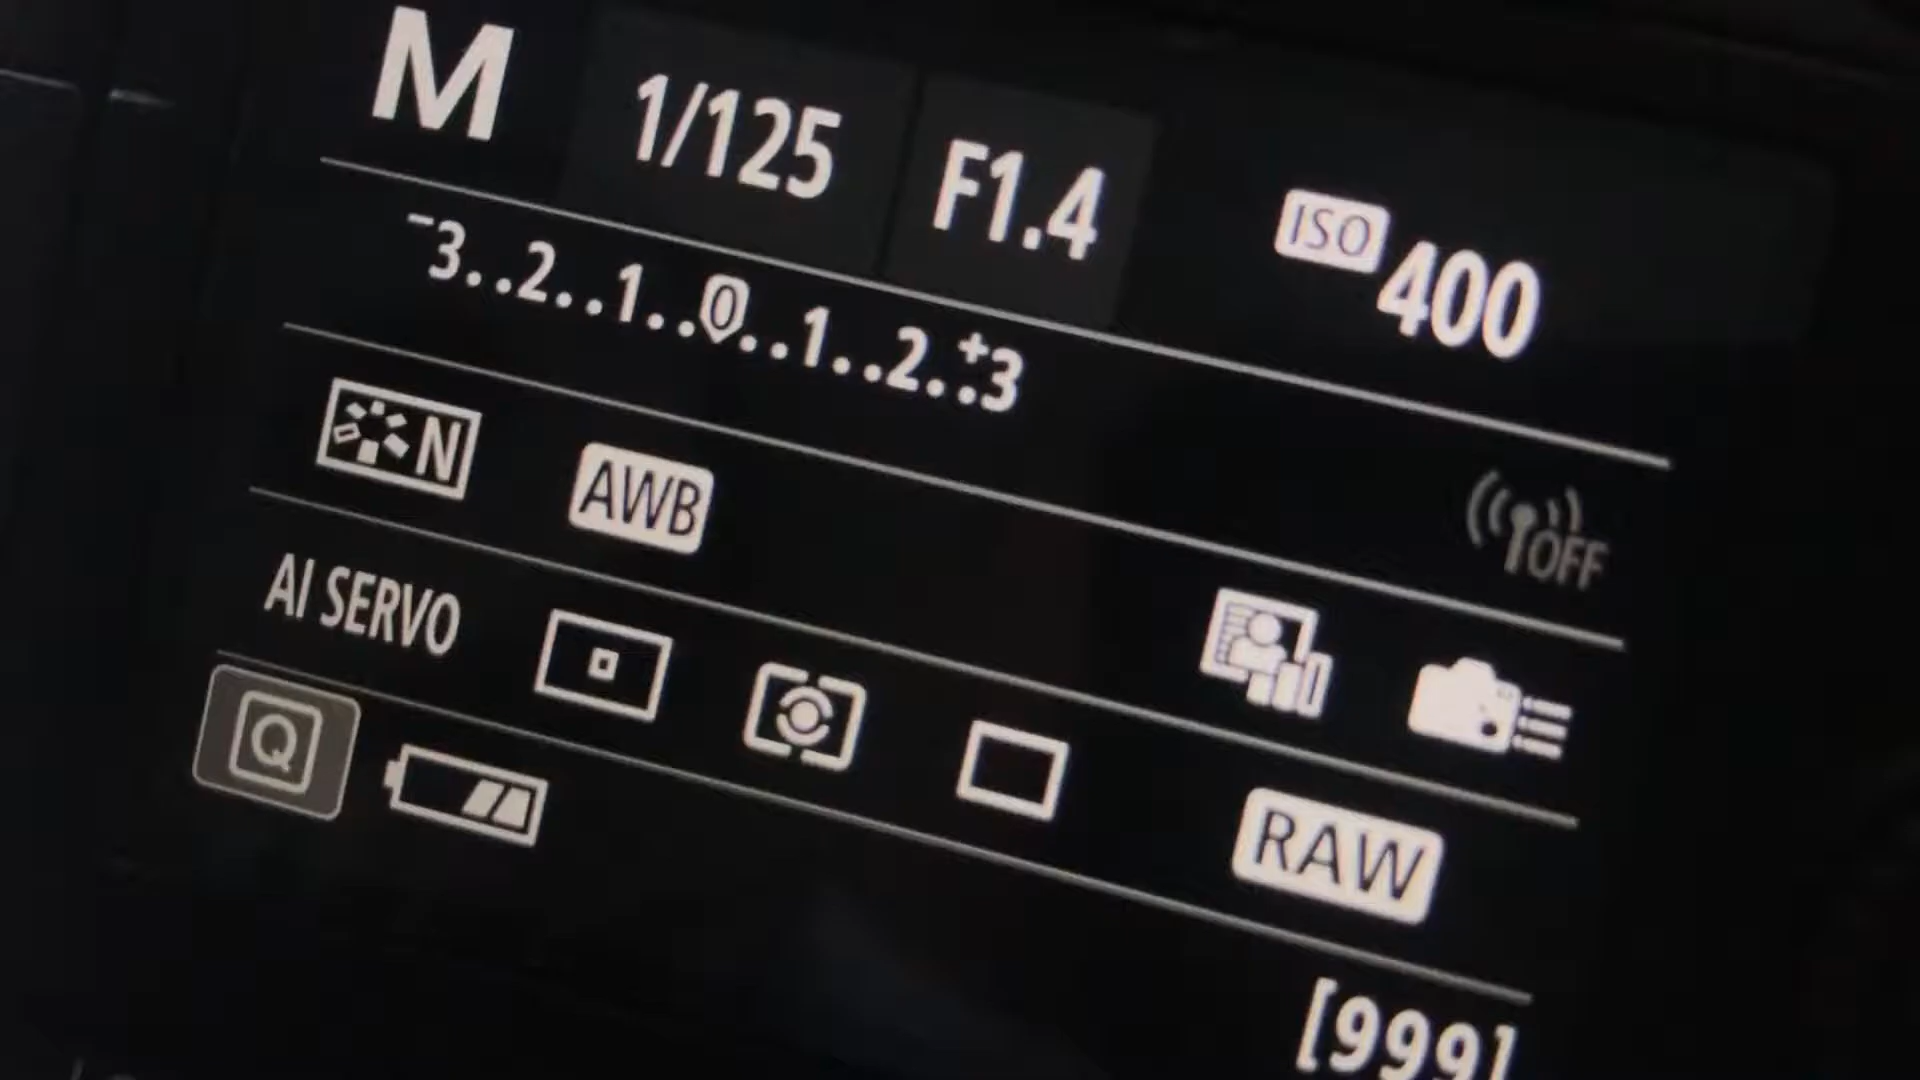 M 1/125 F1.4 ISO 400
-3..2..1..0..1..2..+3
N AWB OFF
AI SERVO RAW
Q [999]